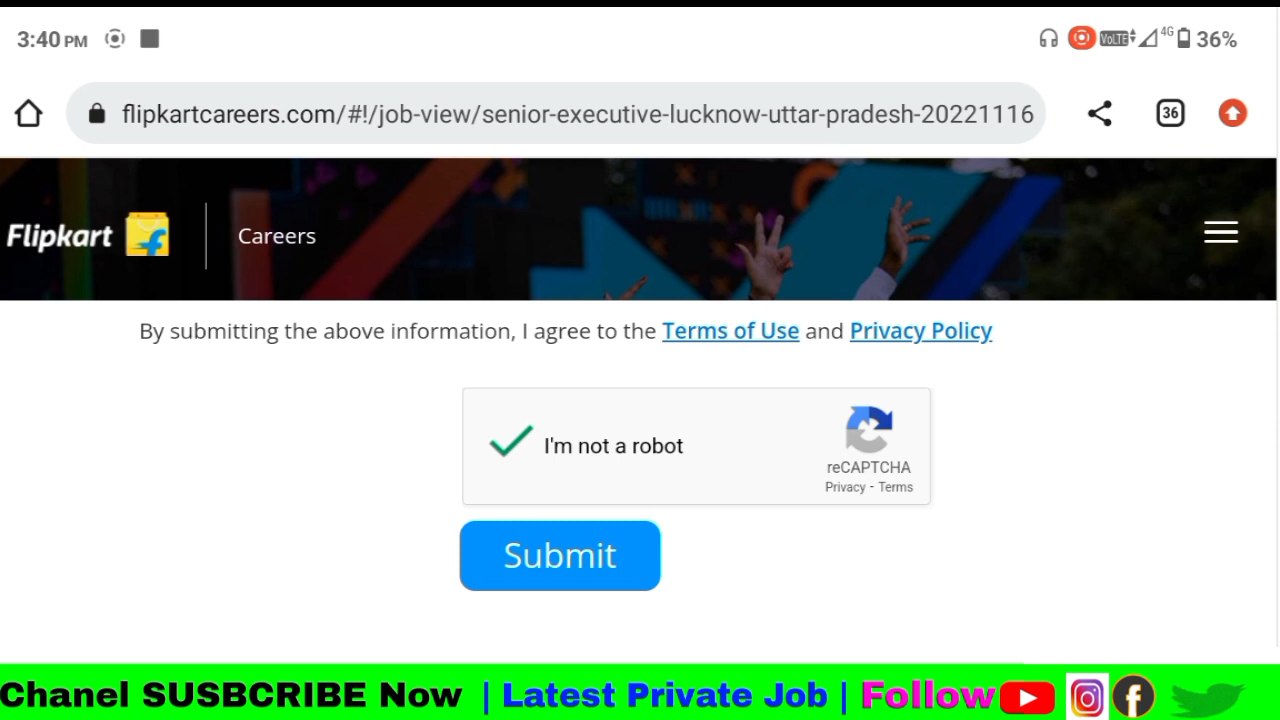 3:40 PM VoLTE 4G 36%
flipkartcareers.com/#!/job-view/senior-executive-lucknow-uttar-pradesh-20221116 36
Flipkart Careers
By submitting the above information, I agree to the Terms of Use and Privacy Policy
I'm not a robot
reCAPTCHA
Privacy - Terms
Submit
Chanel SUSBCRIBE Now | Latest Private Job | Follow